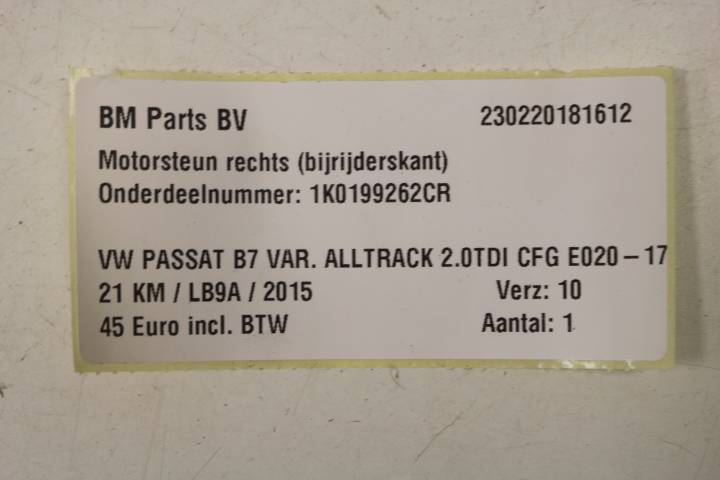 BM Parts BV 230220181612
Motorsteun rechts (bijrijderskant)
Onderdeelnummer: 1K0199262CR
VW PASSAT B7 VAR. ALLTRACK 2.0TDI CFG E020-17
21 KM / LB9A / 2015 Verz: 10
45 Euro incl. BTW Aantal: 1